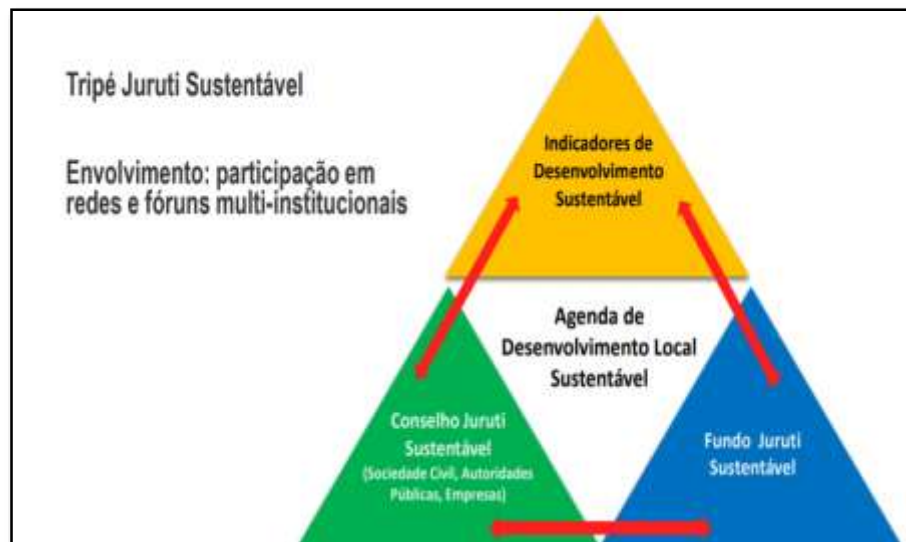 Tripé Juruti Sustentável
Envolvimento: participação em
redes e fóruns multi-institucionais
Indicadores de
Desenvolvimento
Sustentável
Agenda de
Desenvolvimento Local
Sustentável
Conselho Juruti
Sustentável
(Sociedade Civil, Autoridades
Públicas, Empresas)
Fundo Juruti
Sustentável